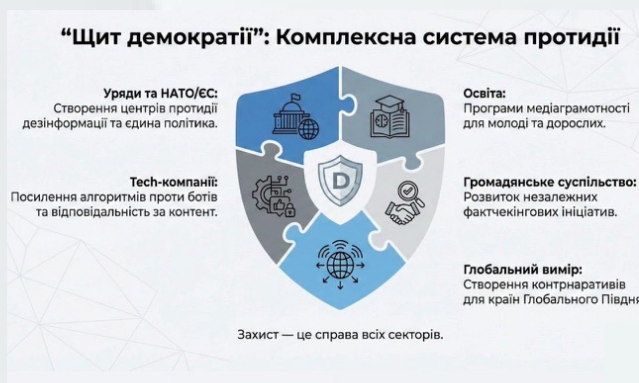 “Щит демократії”: Комплексна система протидії
Уряди та НАТО/ЄС:
Створення центрів протидії
дезінформації та єдина політика.
Tech-компанії:
Посилення алгоритмів проти ботів
та відповідальність за контент.
D
Освіта:
Програми медіаграмотності
для молоді та дорослих.
Громадянське суспільство:
Розвиток незалежних
фактчекінгових ініціатив.
Глобальний вимір:
Створення контрнаративів
для країн Глобального Півдня
Захист — це справа всіх секторів.